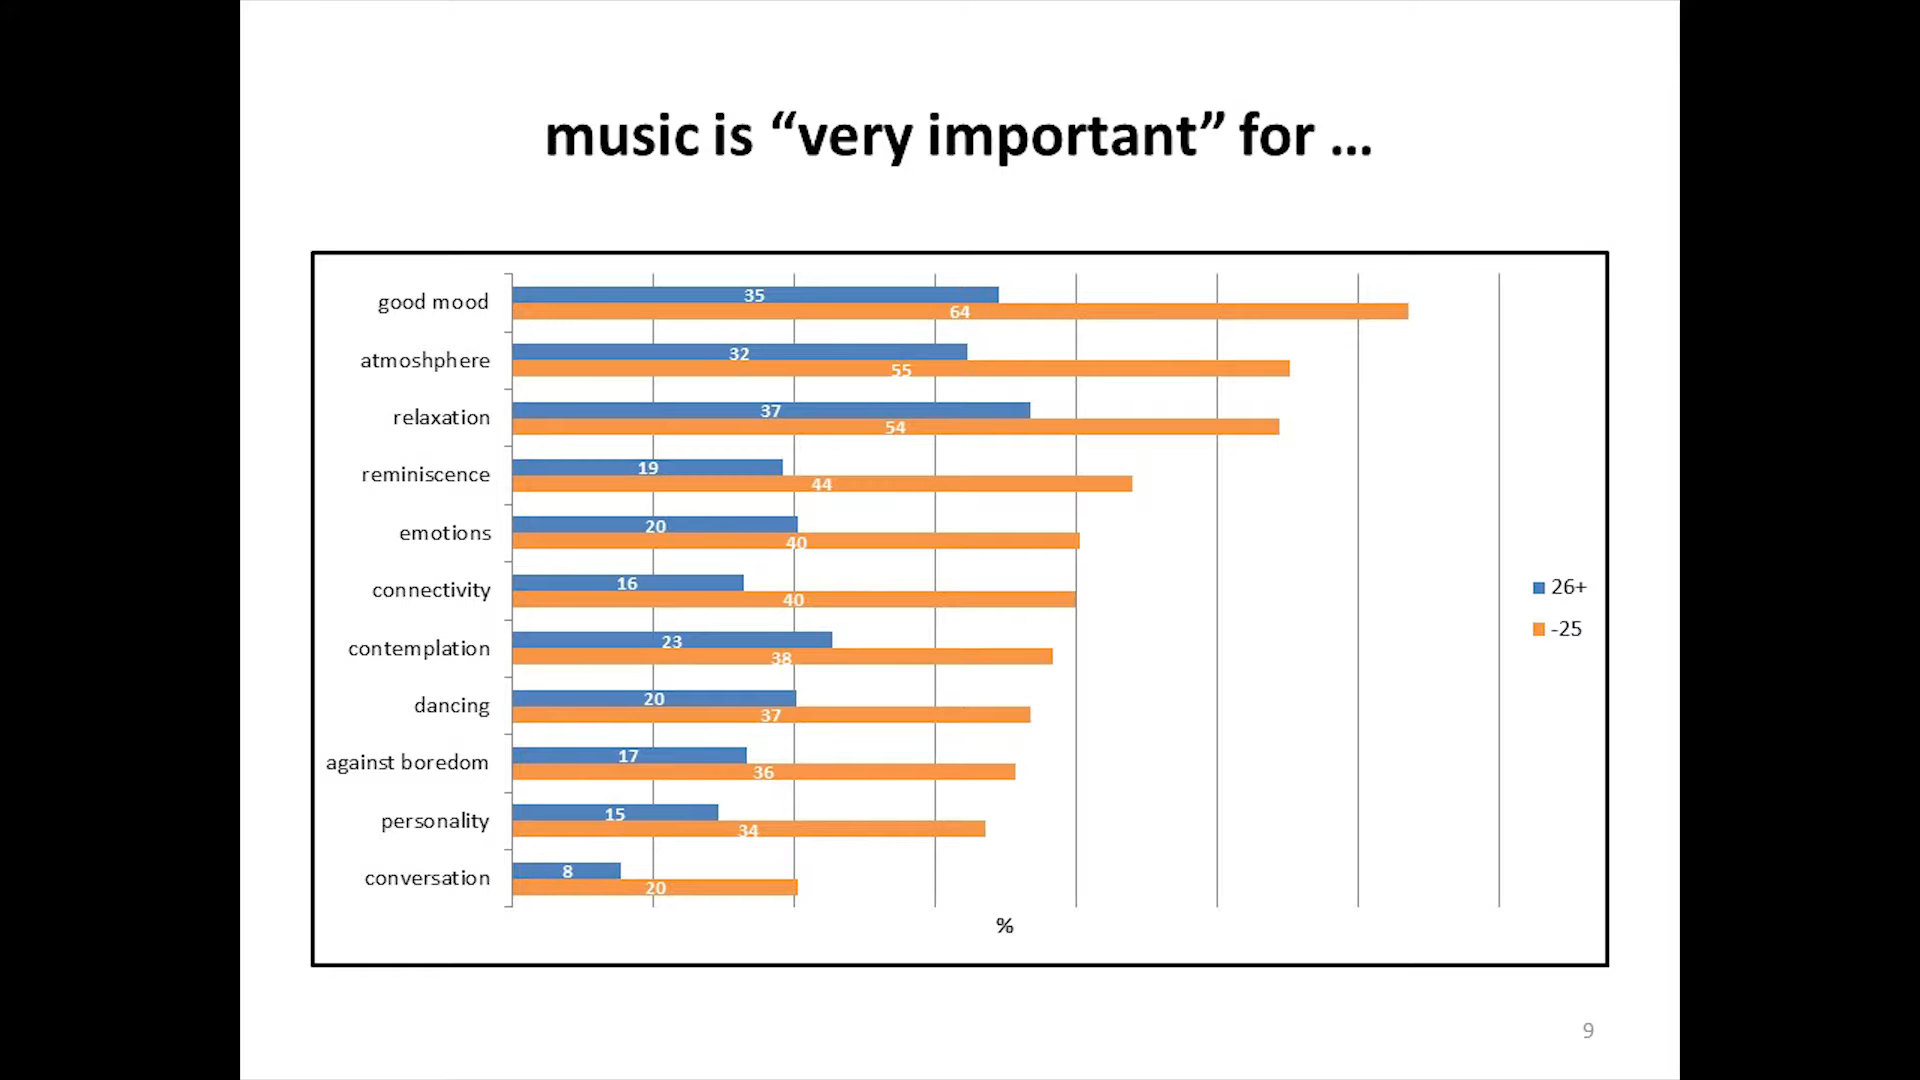 music is “very important” for ...
good mood
35
64
atmoshphere
32
55
relaxation
37
54
reminiscence
19
44
emotions
20
40
connectivity
16
40
contemplation
23
38
dancing
20
37
against boredom
17
36
personality
15
34
conversation
8
20
%
26+
-25
9